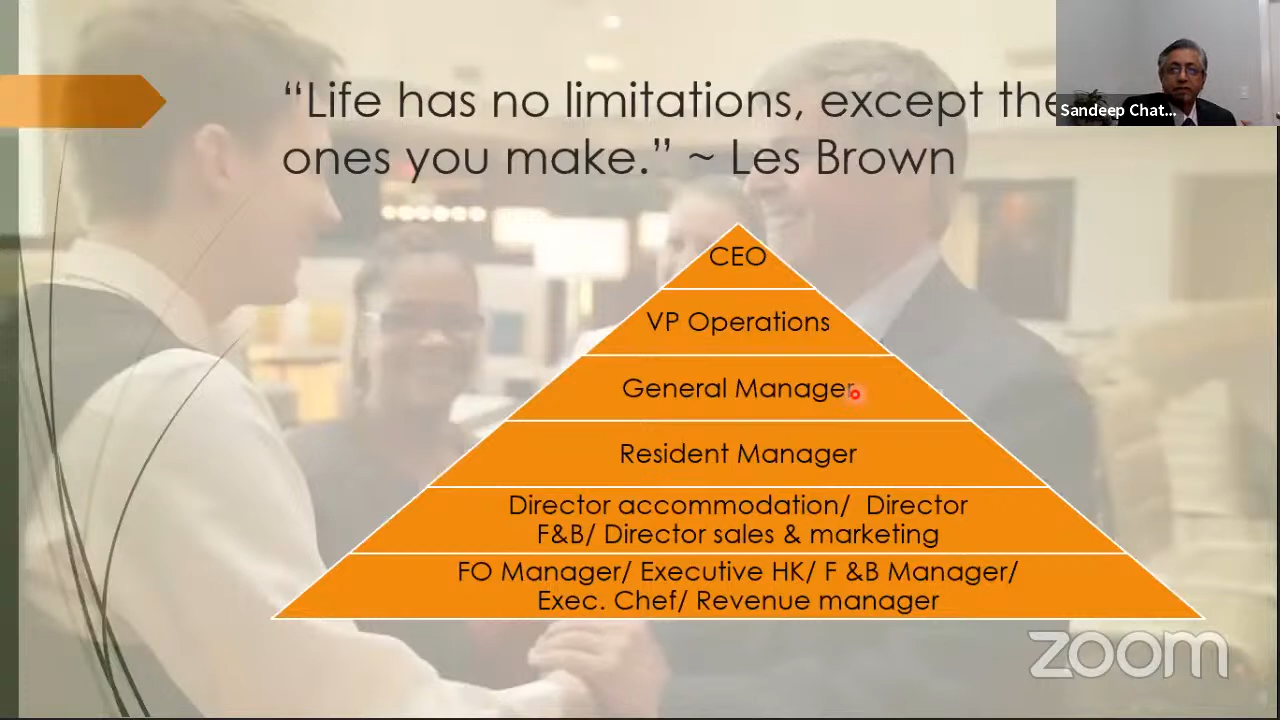 “Life has no limitations, except the
ones you make.” ~ Les Brown
Sandeep Chat...
CEO
VP Operations
General Manager
Resident Manager
Director accommodation/ Director
F&B/ Director sales & marketing
FO Manager/ Executive HK/ F &B Manager/
Exec. Chef/ Revenue manager
zoom